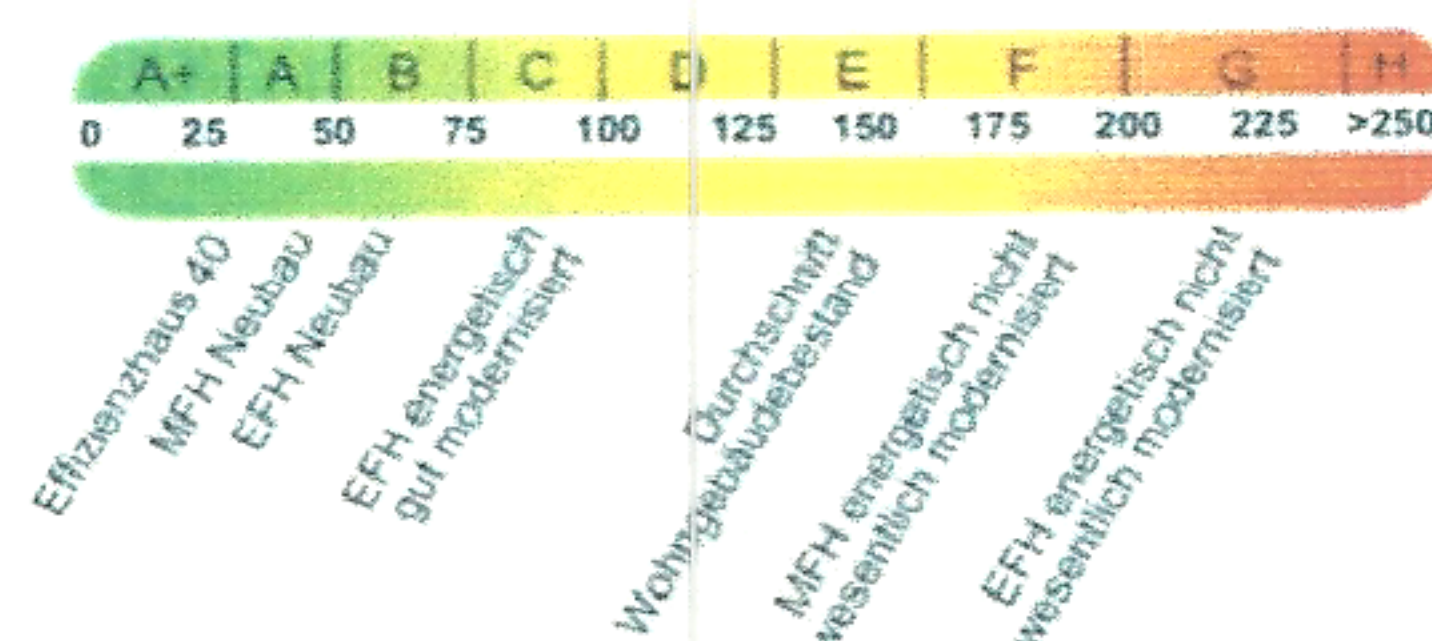 A+ | A | B | C | D | E | F | G | H
0 25 50 75 100 125 150 175 200 225 >250
Effizienzhaus 40
MFH Neubau
EFH Neubau
EFH energetisch
gut modernisiert
Durchschnitt
Wohngebäudebestand
MFH energetisch nicht
wesentlich modernisiert
EFH energetisch nicht
wesentlich modernisiert